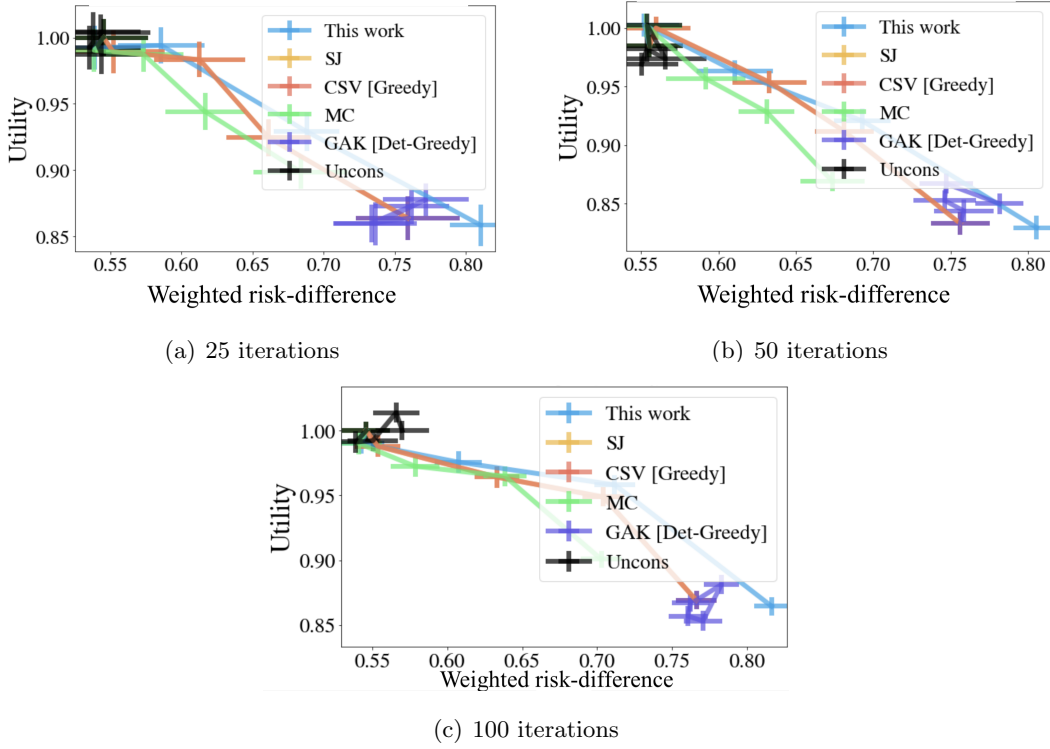 1.00
0.95
0.90
0.85
Utility
This work
SJ
CSV [Greedy]
MC
GAK [Det-Greedy]
Uncons
0.55 0.60 0.65 0.70 0.75 0.80
Weighted risk-difference
(a) 25 iterations
1.00
0.95
0.90
0.85
Utility
This work
SJ
CSV [Greedy]
MC
GAK [Det-Greedy]
Uncons
0.55 0.60 0.65 0.70 0.75 0.80
Weighted risk-difference
(b) 50 iterations
1.00
0.95
0.90
0.85
Utility
This work
SJ
CSV [Greedy]
MC
GAK [Det-Greedy]
Uncons
0.55 0.60 0.65 0.70 0.75 0.80
Weighted risk-difference
(c) 100 iterations